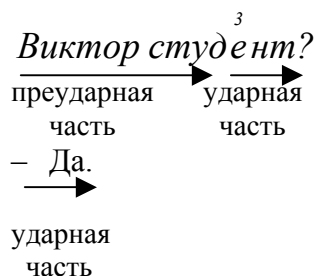 3
Виктор студент?
преударная ударная
часть часть
– Да.
ударная
часть